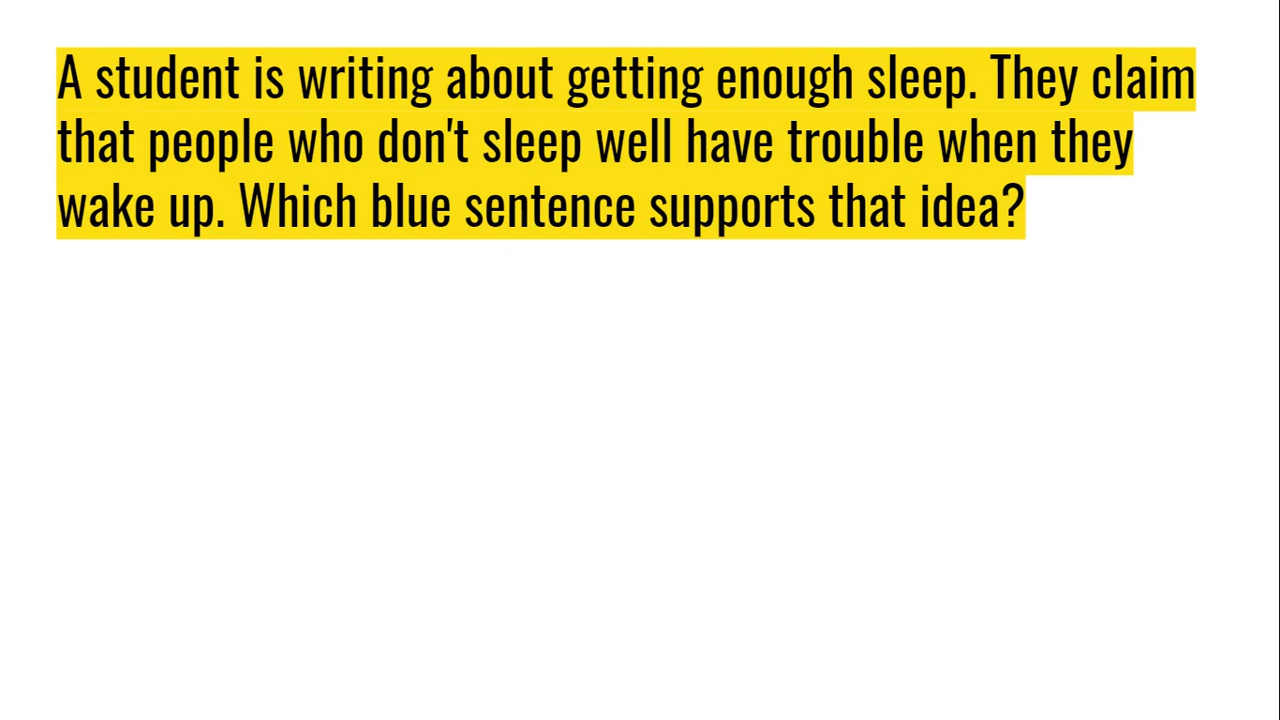 A student is writing about getting enough sleep. They claim
that people who don't sleep well have trouble when they
wake up. Which blue sentence supports that idea?